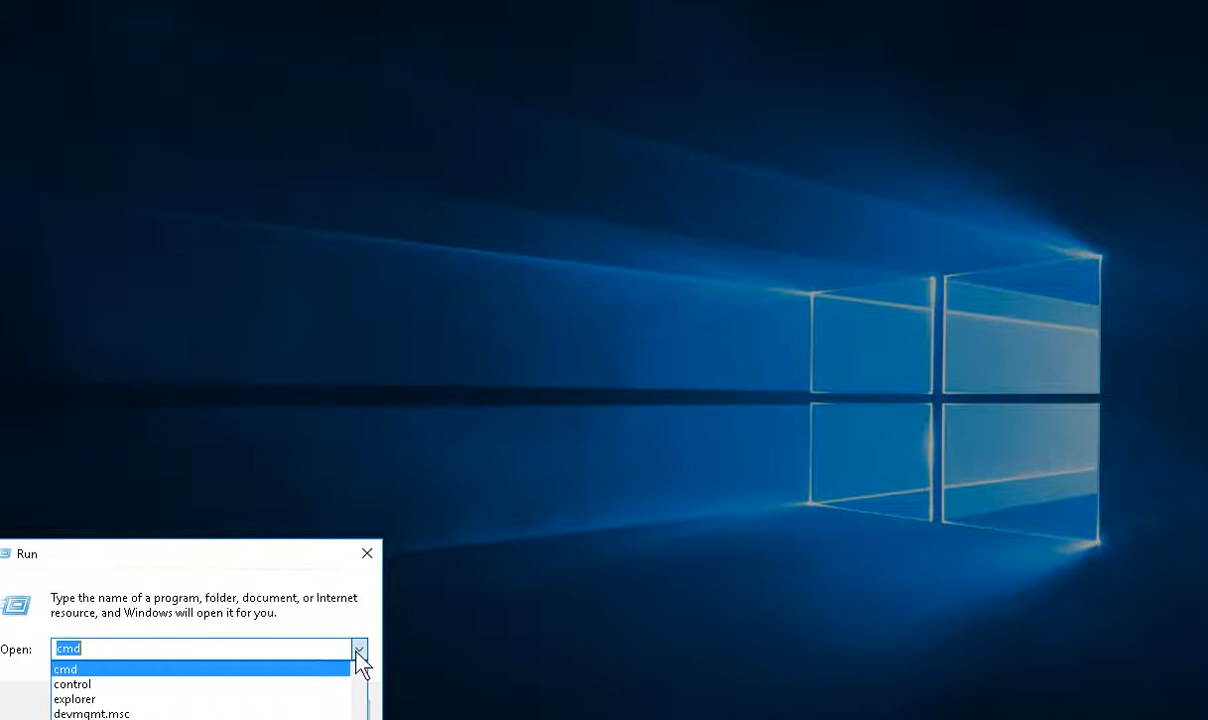 Run
Type the name of a program, folder, document, or Internet
resource, and Windows will open it for you.
Open: cmd
cmd
control
explorer
devmgmt.msc